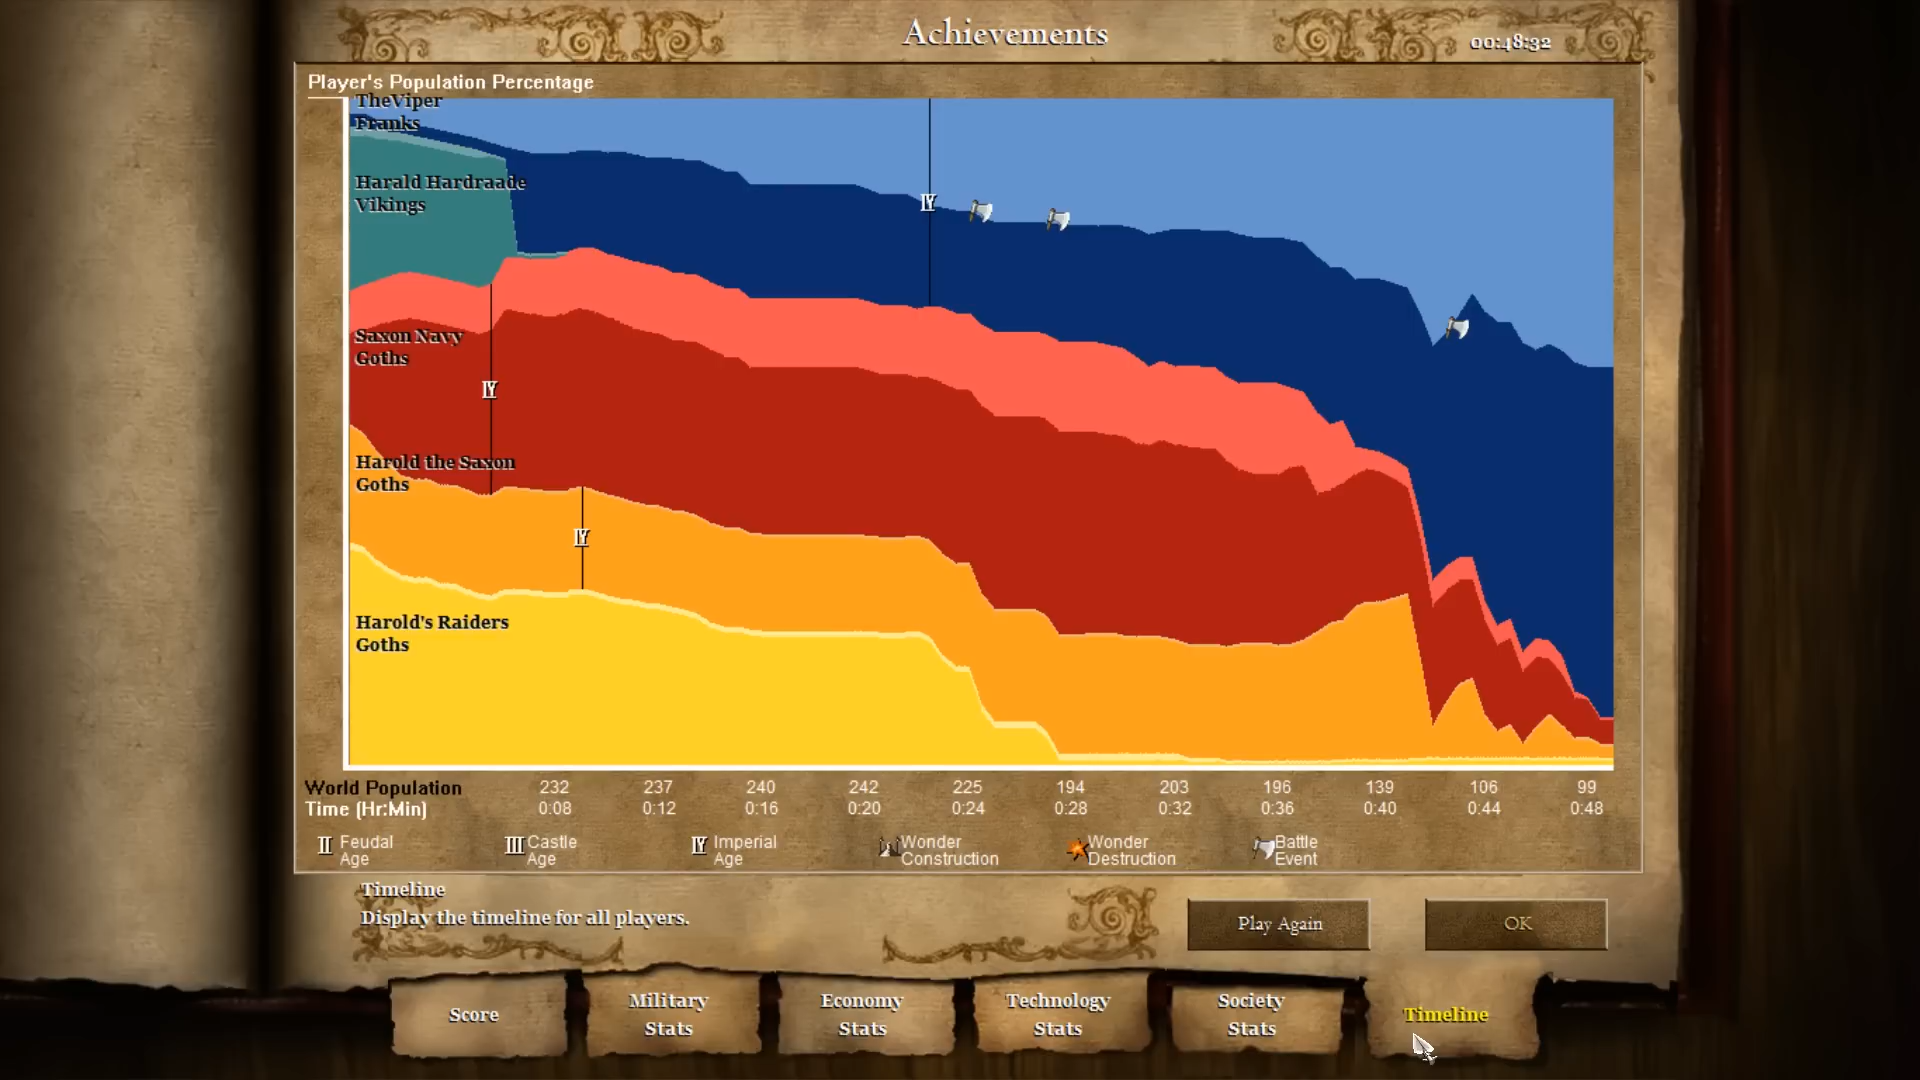 Achievements
00:48:32
Player's Population Percentage
TheViper
Franks
Harald Hardraade
Vikings
Saxon Navy
Goths
Harold the Saxon
Goths
Harold's Raiders
Goths
IV
IV
IV
World Population 232 237 240 242 225 194 203 196 139 106 99
Time (Hr:Min) 0:08 0:12 0:16 0:20 0:24 0:28 0:32 0:36 0:40 0:44 0:48
II Feudal Age
III Castle Age
IV Imperial Age
Wonder Construction
Wonder Destruction
Battle Event
Timeline
Display the timeline for all players.
Play Again
OK
Score
Military Stats
Economy Stats
Technology Stats
Society Stats
Timeline